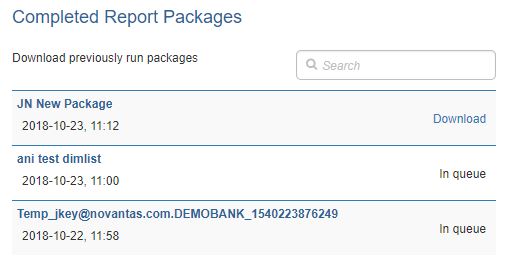 Completed Report Packages
Download previously run packages
Search
JN New Package
2018-10-23, 11:12
Download
ani test dimlist
2018-10-23, 11:00
In queue
Temp_jkey@novantas.com.DEMOBANK_1540223876249
2018-10-22, 11:58
In queue